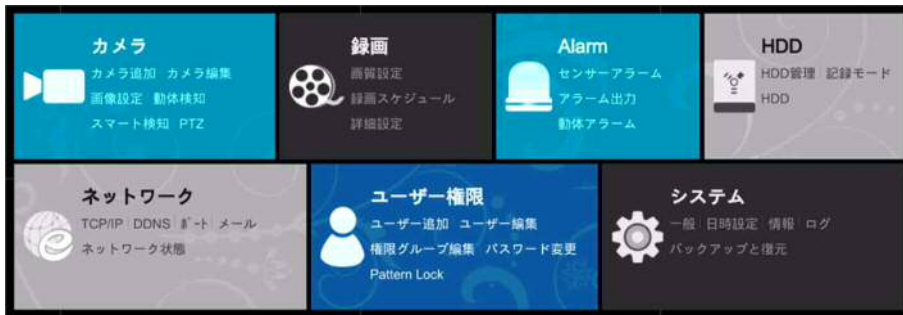 カメラ
カメラ追加 カメラ編集
画像設定 動体検知
スマート検知 PTZ
録画
画質設定
録画スケジュール
詳細設定
Alarm
センサーアラーム
アラーム出力
動体アラーム
HDD
HDD管理 記録モード
HDD
ネットワーク
TCP/IP DDNS ポート メール
ネットワーク状態
ユーザー権限
ユーザー追加 ユーザー編集
権限グループ編集 パスワード変更
Pattern Lock
システム
一般 日時設定 情報 ログ
バックアップと復元